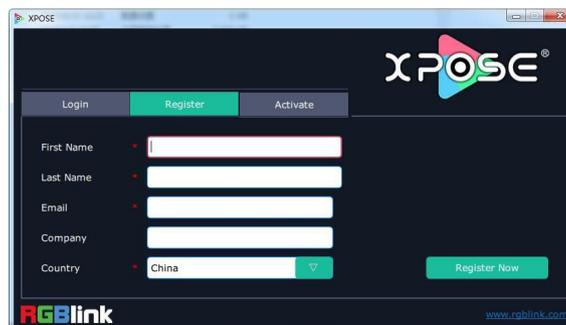 XPOSE
XPOSE®
Login Register Activate
First Name *
Last Name *
Email *
Company
Country * China
Register Now
RGBlink
www.rgblink.com